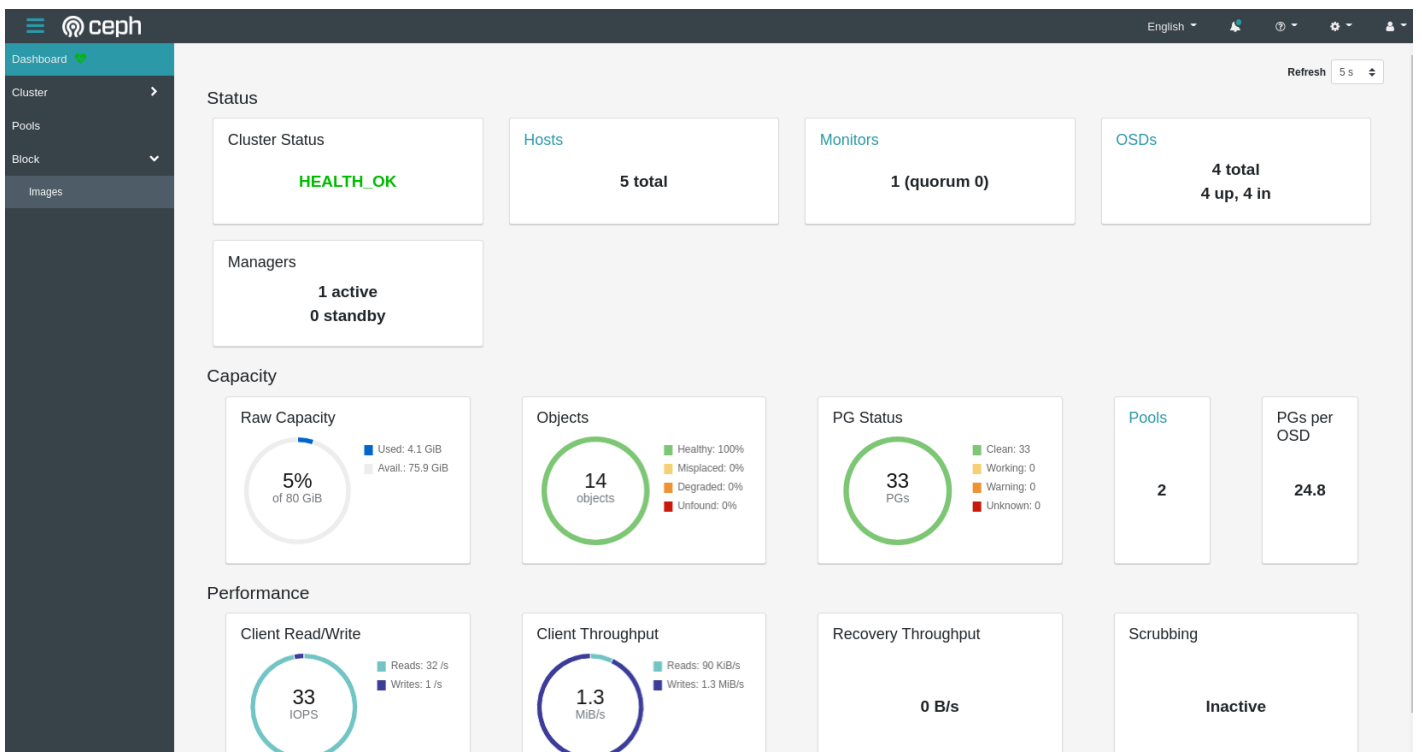 ceph
English
Dashboard
Cluster
Pools
Block
Images
Refresh 5 s
Status
Cluster Status
HEALTH_OK
Hosts
5 total
Monitors
1 (quorum 0)
OSDs
4 total
4 up, 4 in
Managers
1 active
0 standby
Capacity
Raw Capacity
5%
of 80 GiB
Used: 4.1 GiB
Avail.: 75.9 GiB
Objects
14
objects
Healthy: 100%
Misplaced: 0%
Degraded: 0%
Unfound: 0%
PG Status
33
PGs
Clean: 33
Working: 0
Warning: 0
Unknown: 0
Pools
2
PGs per
OSD
24.8
Performance
Client Read/Write
33
IOPS
Reads: 32 /s
Writes: 1 /s
Client Throughput
1.3
MiB/s
Reads: 90 KiB/s
Writes: 1.3 MiB/s
Recovery Throughput
0 B/s
Scrubbing
Inactive